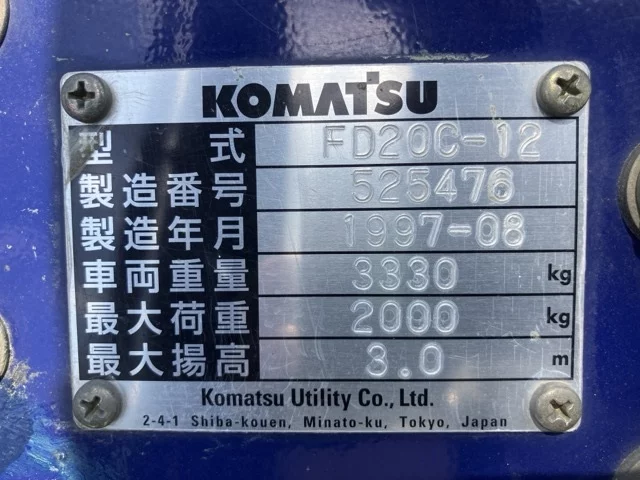 KOMATSU
型式 FD20C-12
製造番号 525476
製造年月 1997-08
車両重量 3330 kg
最大荷重 2000 kg
最大揚高 3.0 m
Komatsu Utility Co., Ltd.
2-4-1 Shiba-kouen, Minato-ku, Tokyo, Japan